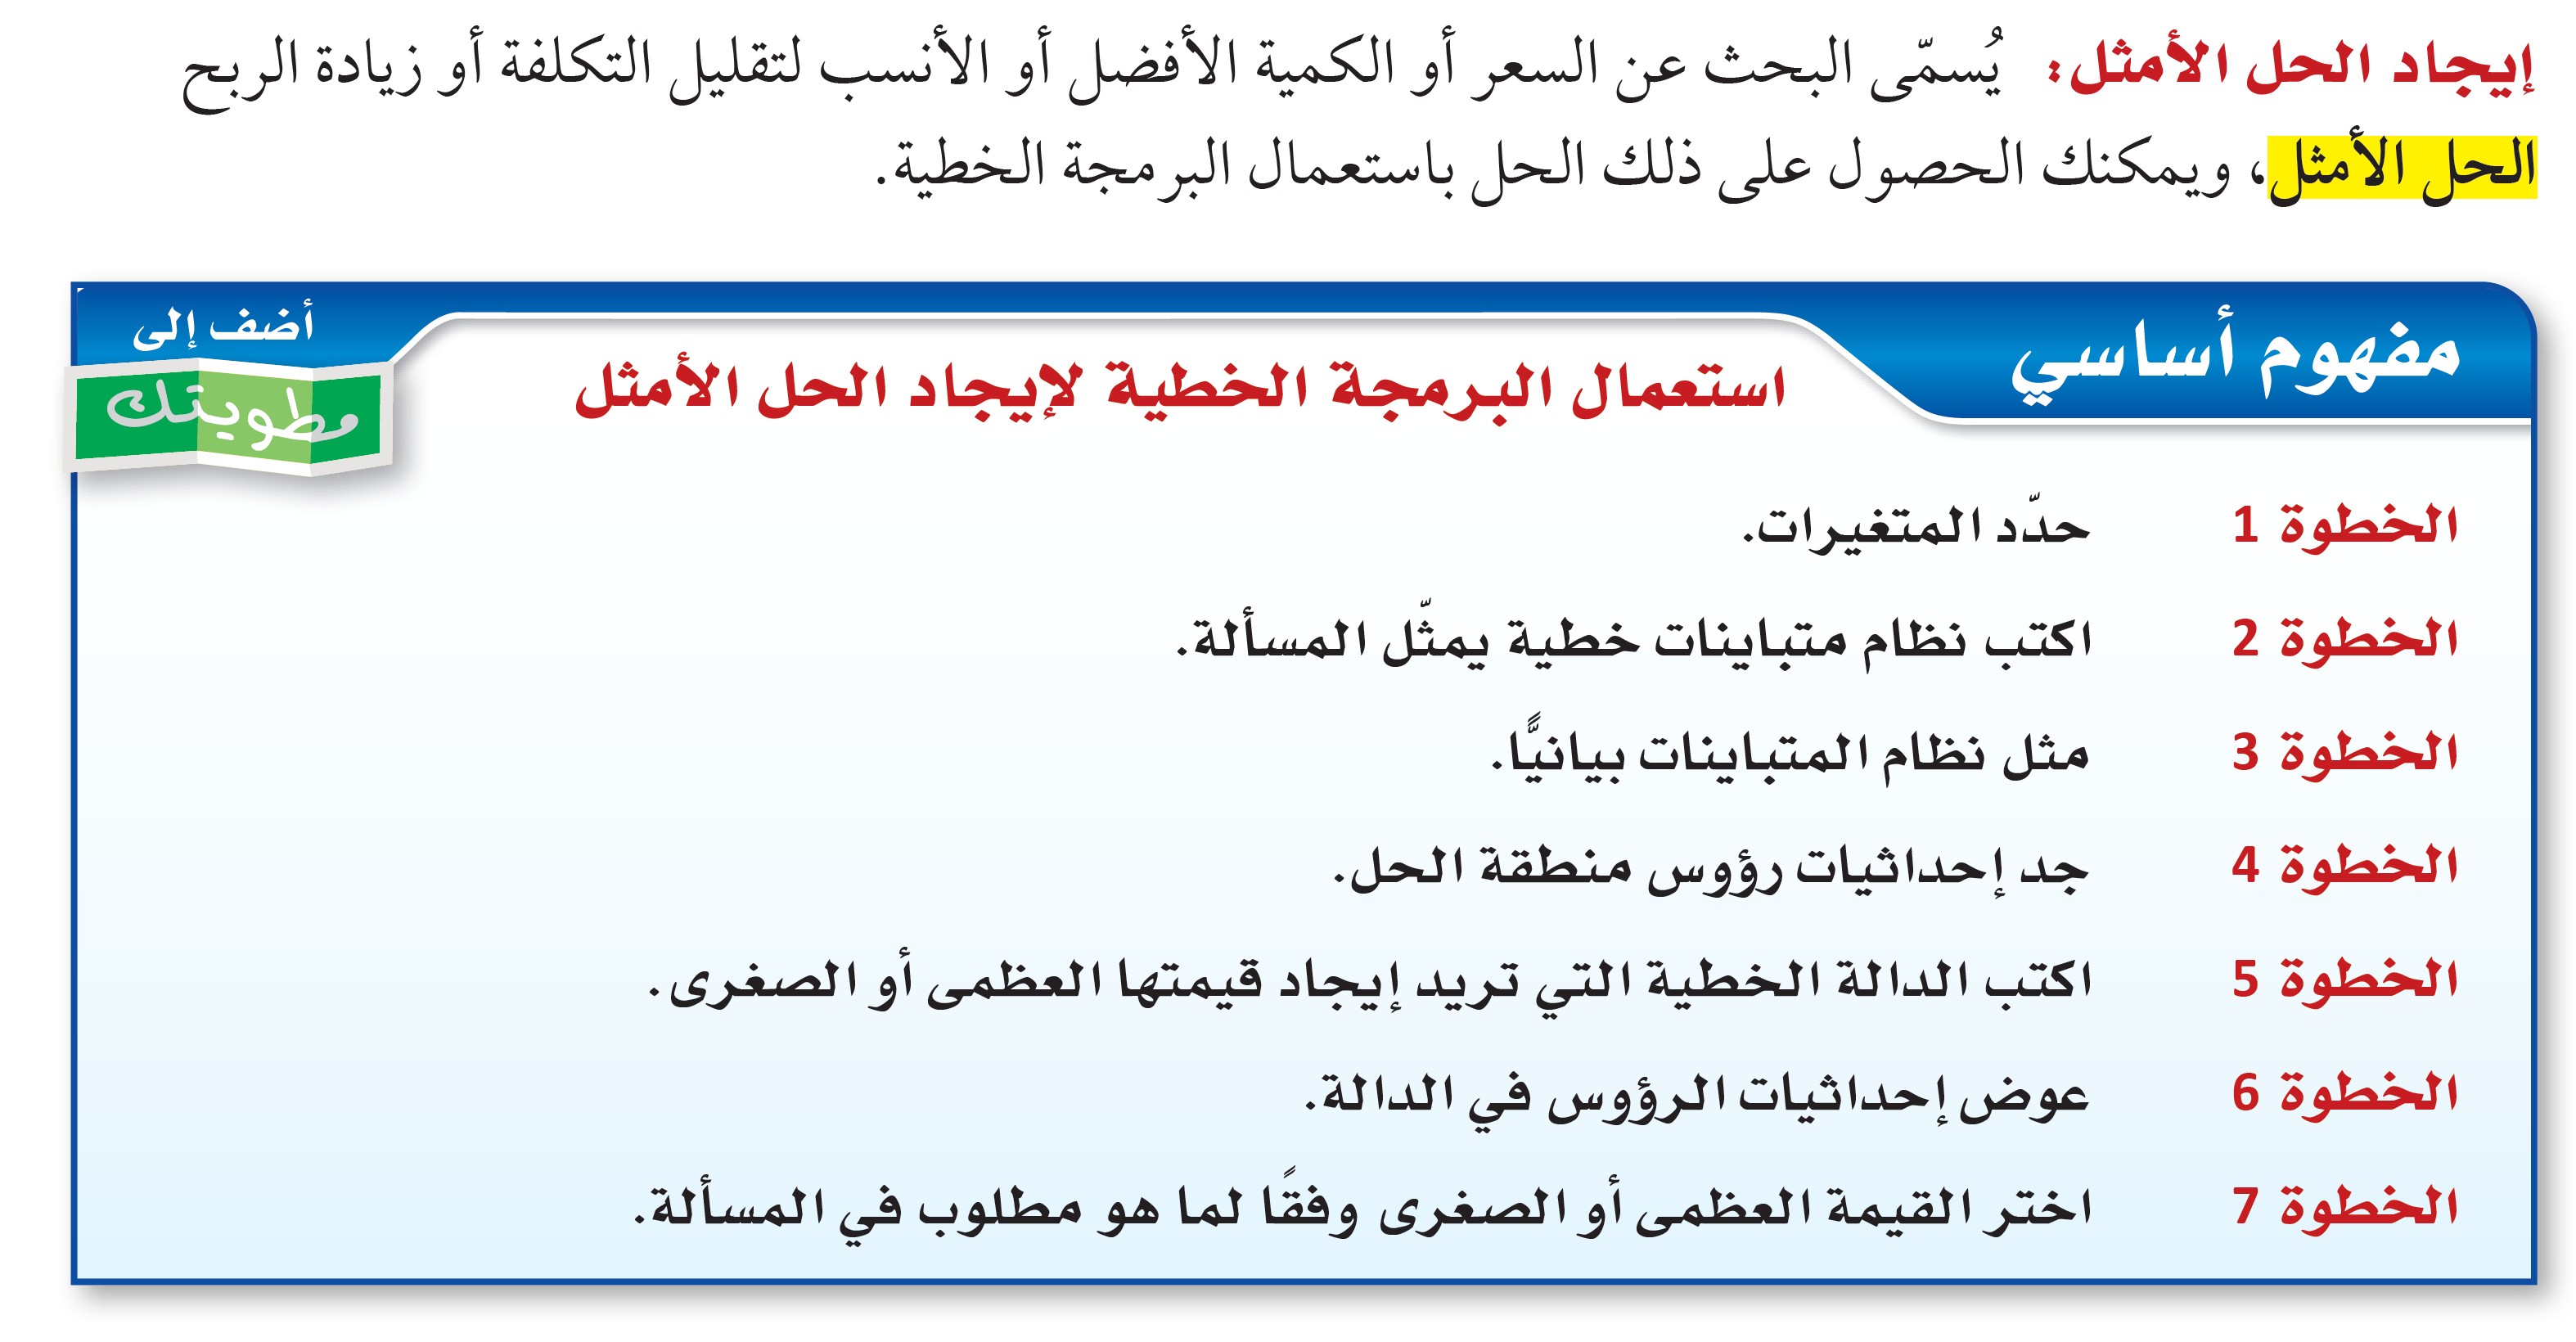 إيجاد الحل الأمثل: يُسمّى البحث عن السعر أو الكمية الأفضل أو الأنسب لتقليل التكلفة أو زيادة الربح
الحل الأمثل، ويمكنك الحصول على ذلك الحل باستعمال البرمجة الخطية.
مفهوم أساسي
استعمال البرمجة الخطية لإيجاد الحل الأمثل
أضف إلى
مطويتك
الخطوة 1 حدّد المتغيرات.
الخطوة 2 اكتب نظام متباينات خطية يمثّل المسألة.
الخطوة 3 مثل نظام المتباينات بيانيًّا.
الخطوة 4 جد إحداثيات رؤوس منطقة الحل.
الخطوة 5 اكتب الدالة الخطية التي تريد إيجاد قيمتها العظمى أو الصغرى.
الخطوة 6 عوض إحداثيات الرؤوس في الدالة.
الخطوة 7 اختر القيمة العظمى أو الصغرى وفقًا لما هو مطلوب في المسألة.